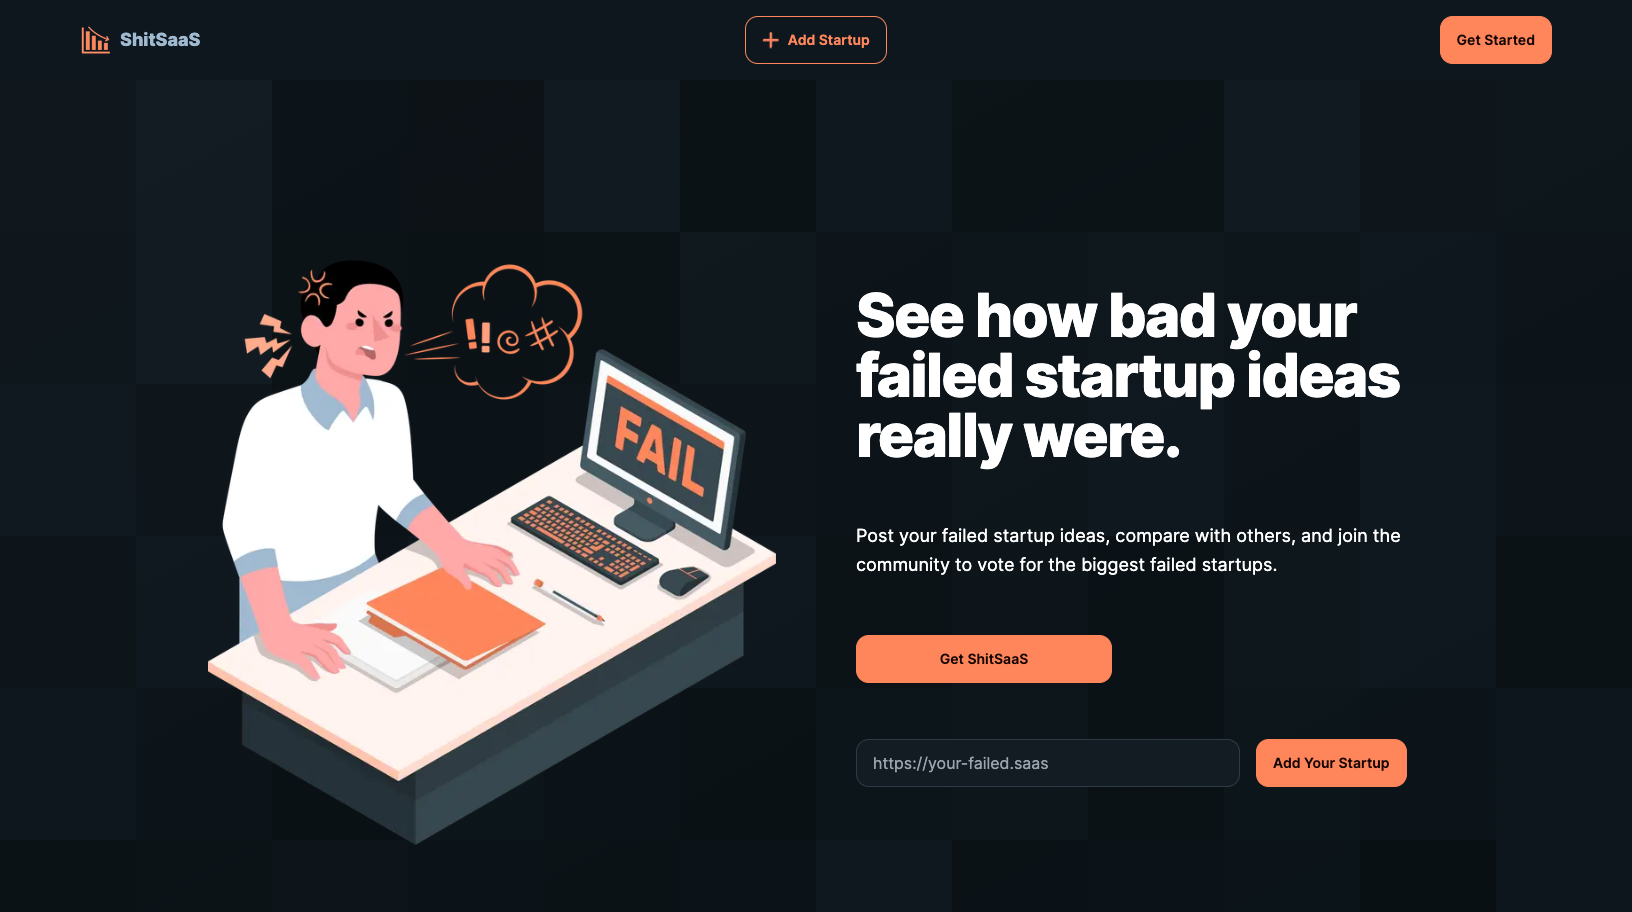 ShitSaaS
Add Startup
Get Started
!!@#
FAIL
See how bad your
failed startup ideas
really were.
Post your failed startup ideas, compare with others, and join the
community to vote for the biggest failed startups.
Get ShitSaaS
https://your-failed.saas
Add Your Startup